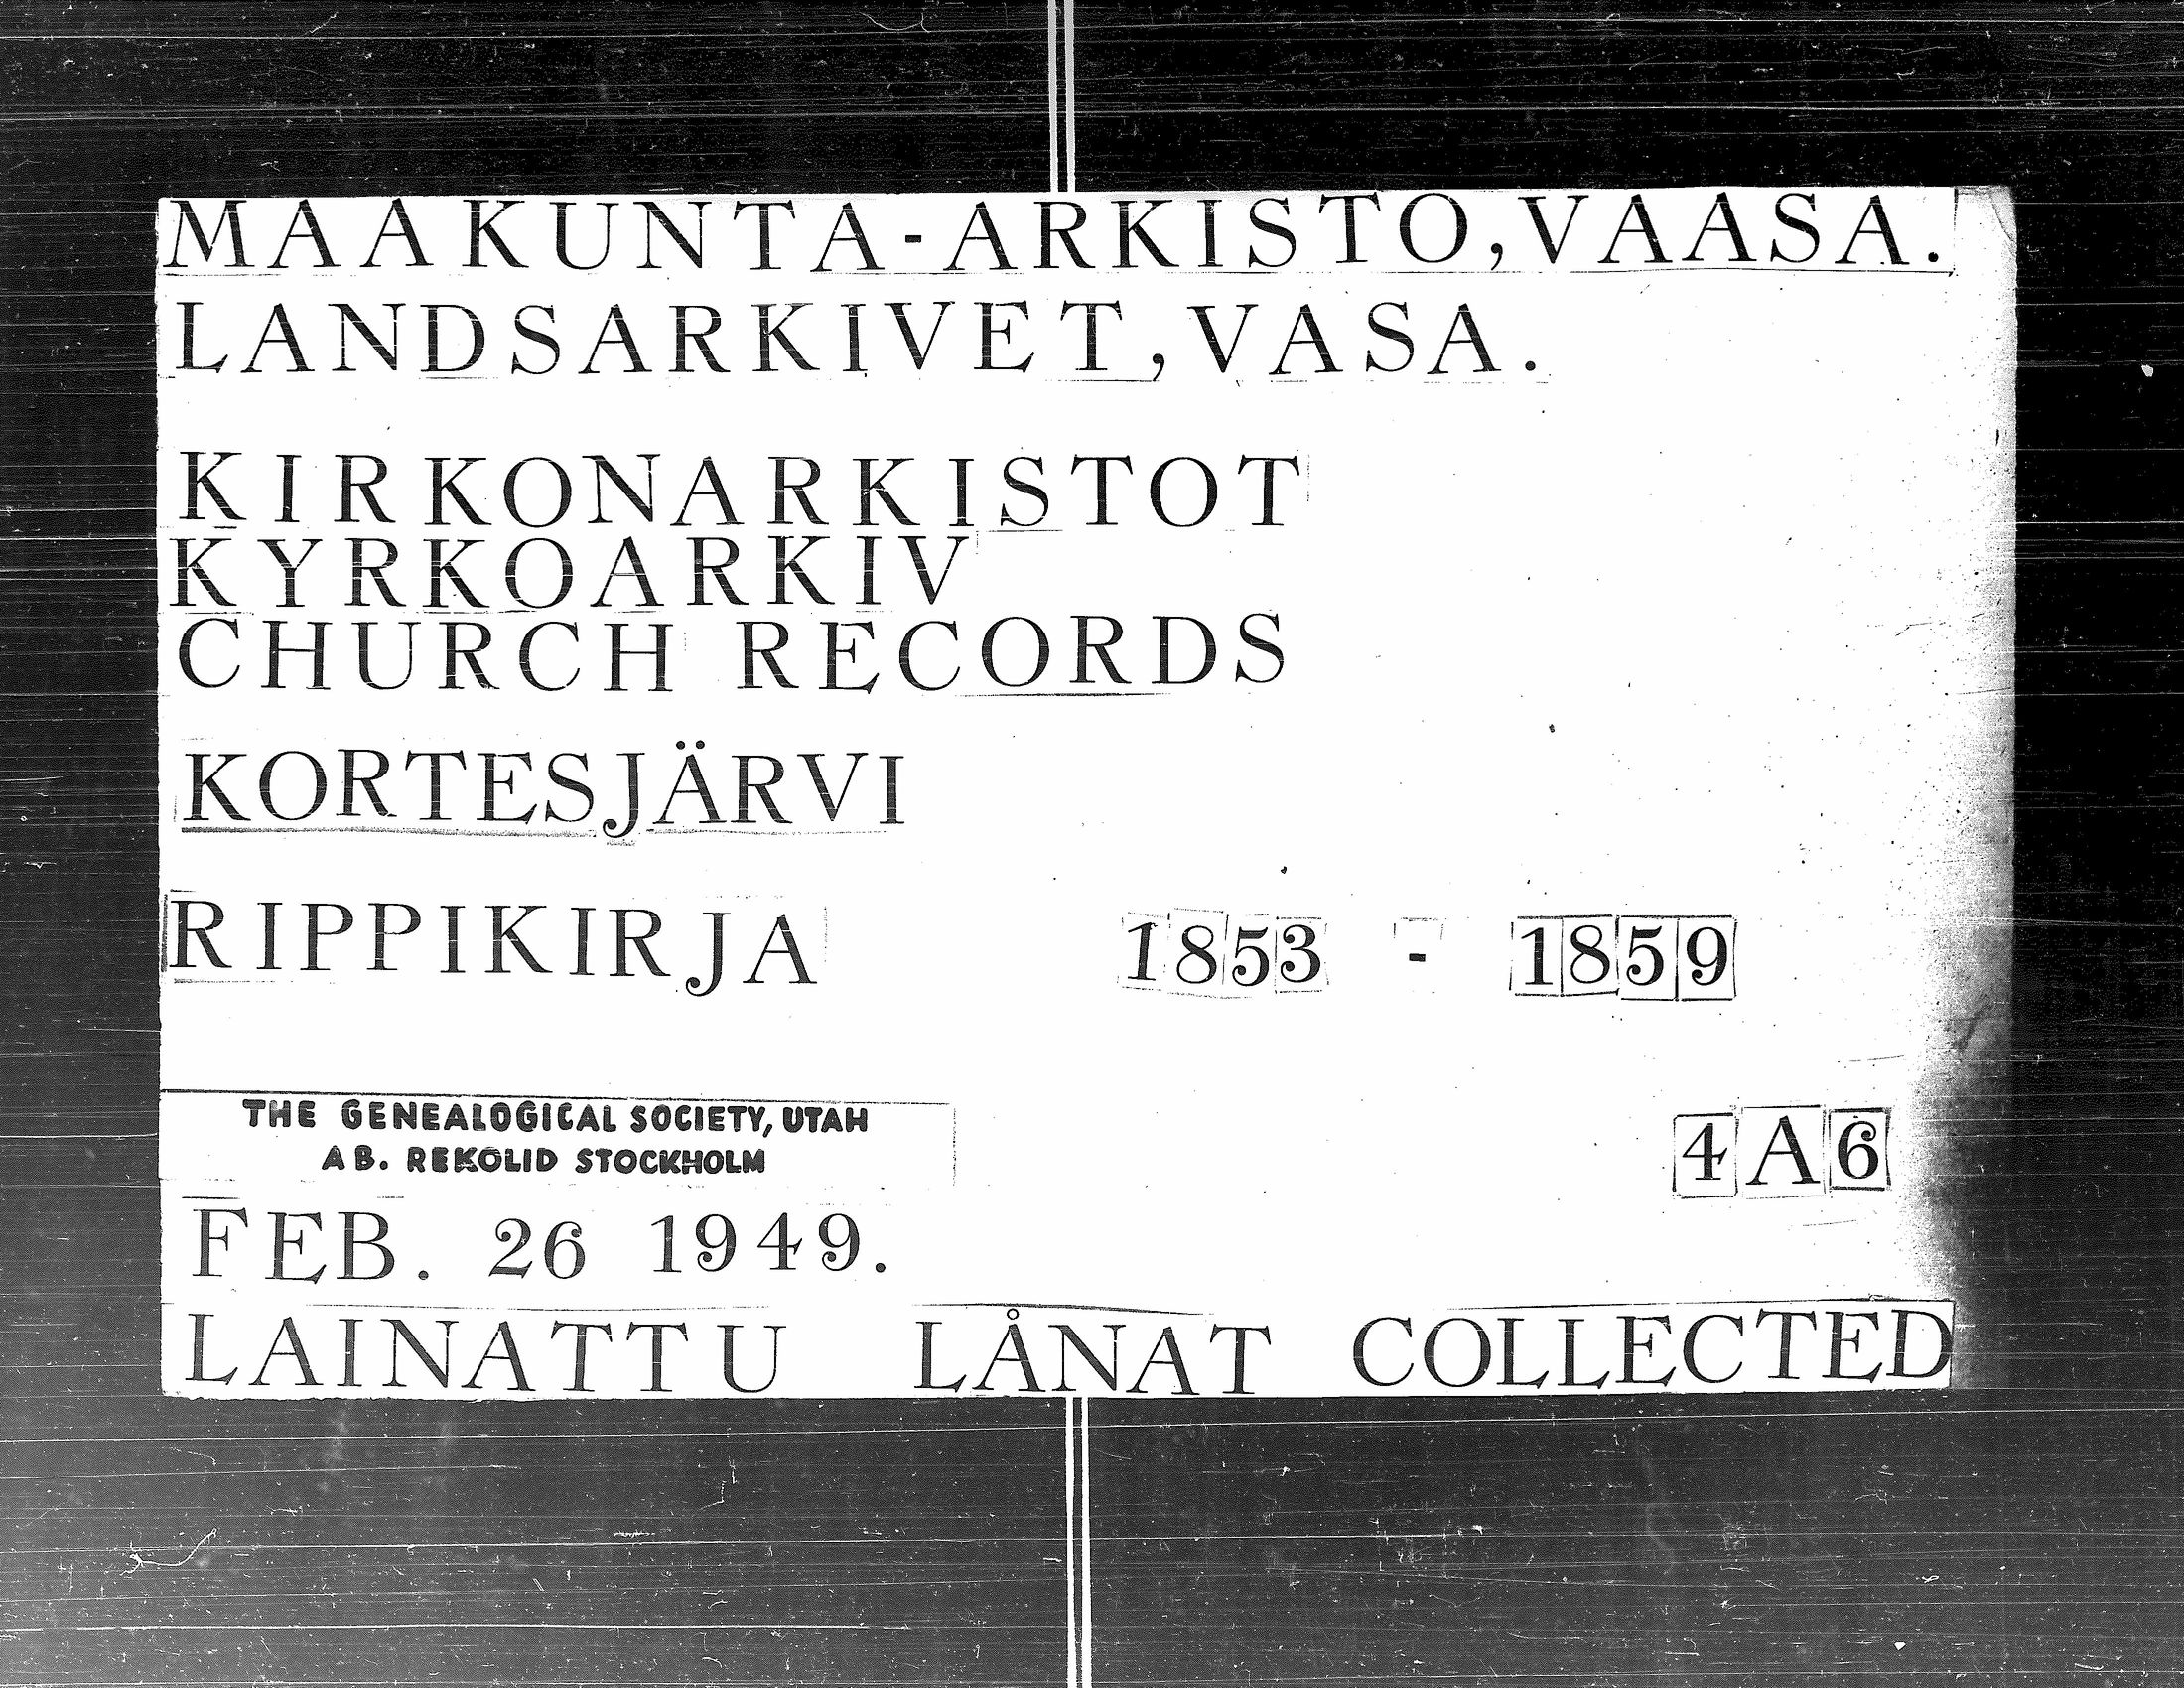 MAAKUNTA-ARKISTO, VAASA.
LANDSARKIVET, VASA.
KIRKONARKISTOT
KYRKOARKIV
CHURCH RECORDS
KORTESJÄRVI
RIPPIKIRJA 1853 - 1859
THE GENEALOGICAL SOCIETY, UTAH
AB. REKOLID STOCKHOLM
4A6
FEB. 26 1949.
LAINATTU LÅNAT COLLECTED